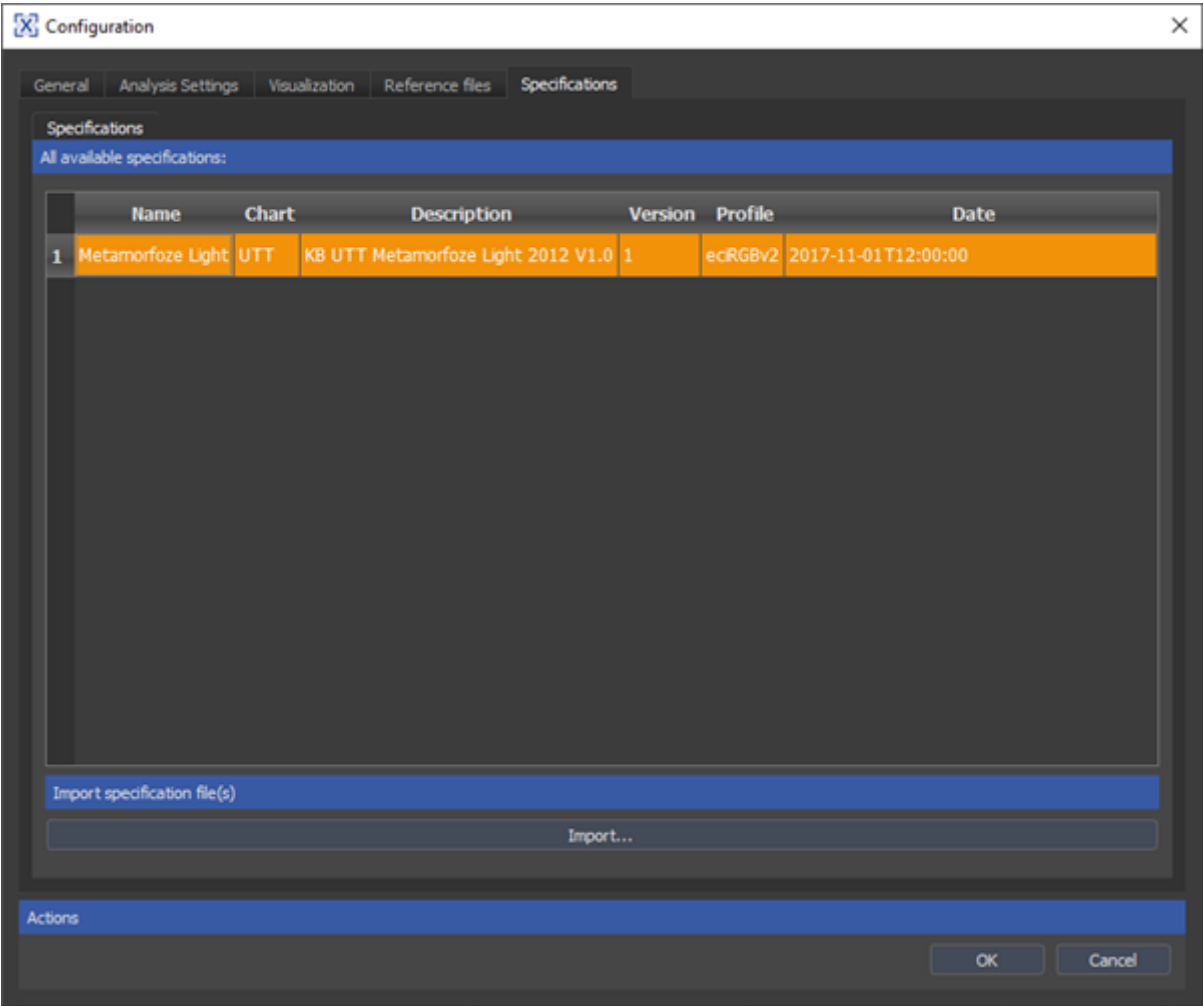 Configuration
General Analysis Settings Visualization Reference files Specifications
Specifications
All available specifications:
Name Chart Description Version Profile Date
1 Metamorfoze Light UTT KB UTT Metamorfoze Light 2012 V1.0 1 eciRGBv2 2017-11-01T12:00:00
Import specification file(s)
Import...
Actions
OK Cancel